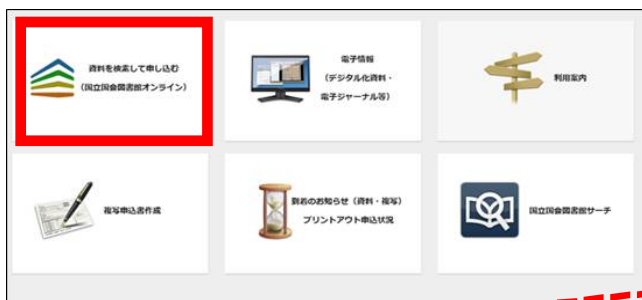 資料を検索して申し込む
(国立国会図書館オンライン)
電子情報
(デジタル化資料・
電子ジャーナル等)
利用案内
複写申込書作成
到着のお知らせ(資料・複写)
プリントアウト申込状況
国立国会図書館サーチ